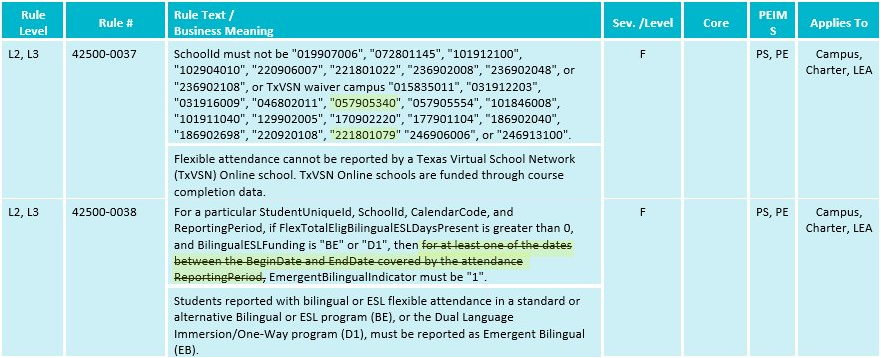 Rule Level
Rule #
Rule Text /
Business Meaning
Sev. /Level
Core
PEIM
S
Applies To
L2, L3
42500-0037
SchoolId must not be "019907006", "072801145", "101912100",
"102904010", "220906007", "221801022", "236902008", "236902048", or
"236902108", or TxVSN waiver campus "015835011", "031912203",
"031916009", "046802011", "057905340", "057905554", "101846008",
"101911040", "129902005", "170902220", "177901104", "186902040",
"186902698", "220920108", "221801079" "246906006", or "246913100".
F
PS, PE
Campus,
Charter, LEA
Flexible attendance cannot be reported by a Texas Virtual School Network
(TxVSN) Online school. TxVSN Online schools are funded through course
completion data.
L2, L3
42500-0038
For a particular StudentUniqueId, SchoolId, CalendarCode, and
ReportingPeriod, if FlexTotalEligBilingualESLDaysPresent is greater than 0,
and BilingualESLFunding is "BE" or "D1", then for at least one of the dates
between the BeginDate and EndDate covered by the attendance
ReportingPeriod, EmergentBilingualIndicator must be "1".
F
PS, PE
Campus,
Charter, LEA
Students reported with bilingual or ESL flexible attendance in a standard or
alternative Bilingual or ESL program (BE), or the Dual Language
Immersion/One-Way program (D1), must be reported as Emergent Bilingual
(EB).